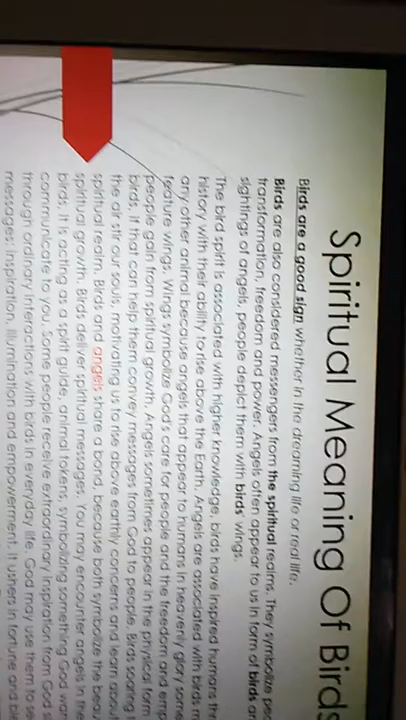 Spiritual Meaning Of Birds
Birds are a good sign whether in the dreaming life or real life.
Birds are also considered messengers from the spiritual realms. They symbolize
transformation, freedom and power. Angels often appear to us in form of birds
sightings of angels, people depict them with birds wings.
The bird spirit is associated with higher knowledge, birds have inspired humans
history with their ability to rise above the Earth. Angels are associated with birds
any other animal because angels that appear to humans in heavenly glory
feature wings. Wings symbolize God's care for people and the freedom and
people gain from spiritual growth. Angels sometimes appear in the physical form
birds, if that can help them convey messages from God to people. Birds soaring
the air stir our souls, motivating us to rise above earthly concerns and learn about
spiritual realm. Birds and angels share a bond, because both symbolize the
spiritual growth. Birds deliver spiritual messages. You may encounter angels in the
birds. It is acting as a spirit guide, animal tokens symbolizing something God
communicate to you. Some people receive extraordinary inspiration from God
through ordinary interactions with birds in everyday life. God may use them to
messages: inspiration, illumination and empowerment. It ushers in fortune and